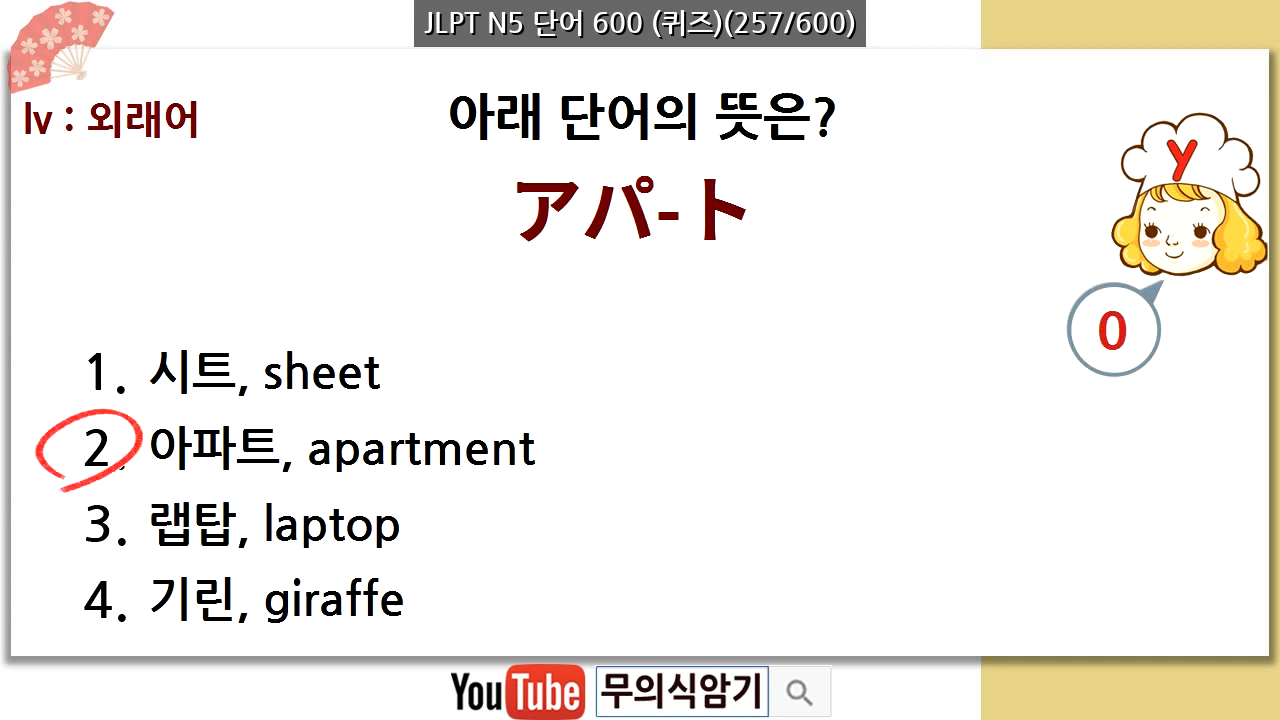 JLPT N5 단어 600 (퀴즈)(257/600)
lv : 외래어
아래 단어의 뜻은?
アパ-ト
Y
0
1. 시트, sheet
2. 아파트, apartment
3. 랩탑, laptop
4. 기린, giraffe
YouTube 무의식암기